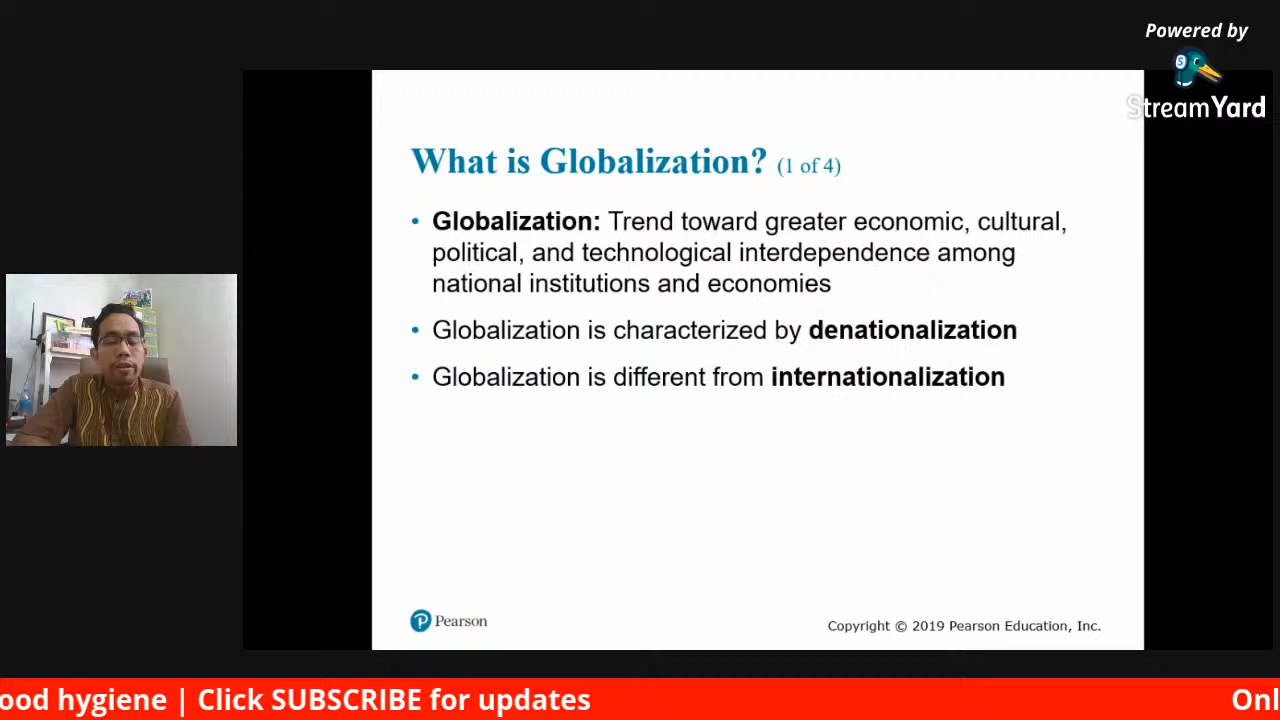 Powered by
StreamYard
What is Globalization? (1 of 4)
• Globalization: Trend toward greater economic, cultural,
political, and technological interdependence among
national institutions and economies
• Globalization is characterized by denationalization
• Globalization is different from internationalization
Pearson
Copyright © 2019 Pearson Education, Inc.
ood hygiene | Click SUBSCRIBE for updates
Onl